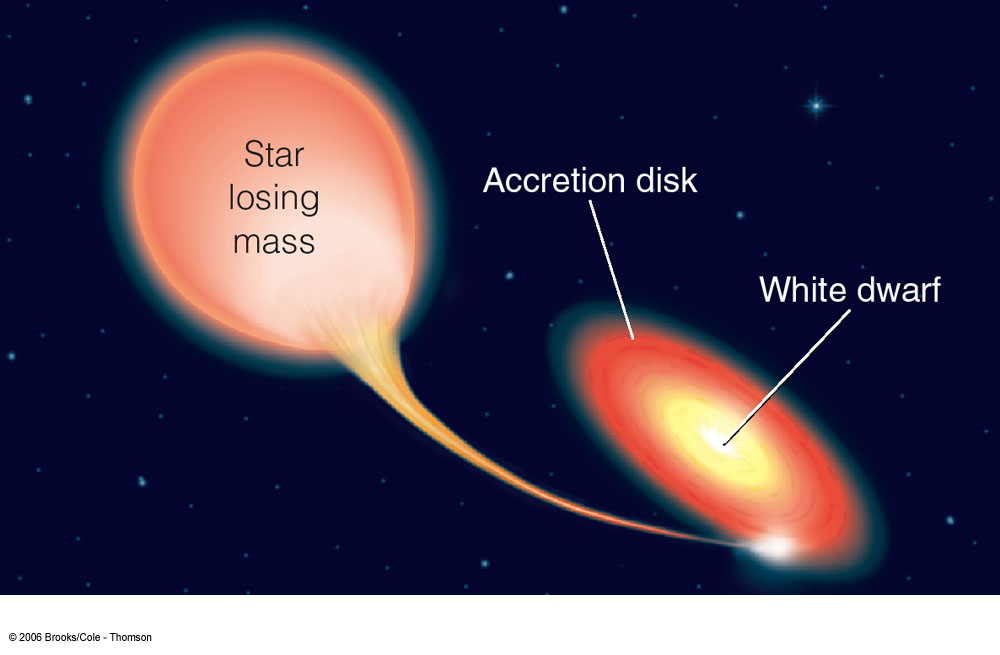 Star
losing
mass
Accretion disk
White dwarf
© 2006 Brooks/Cole - Thomson